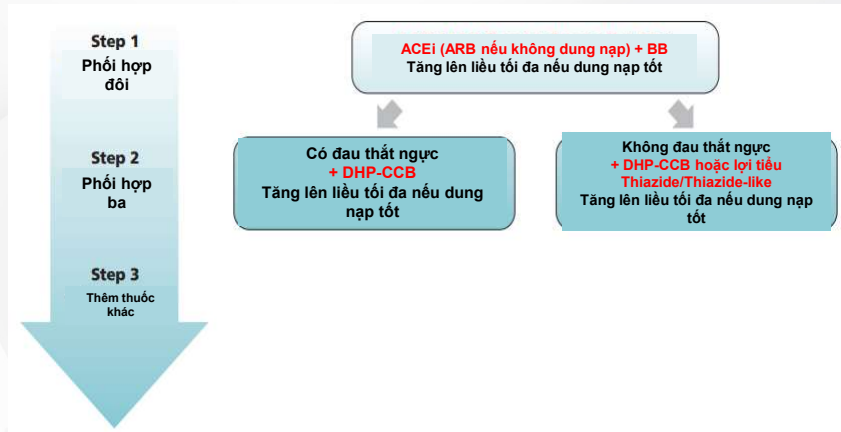 Step 1
Phối hợp
đôi
ACEi (ARB nếu không dung nạp) + BB
Tăng lên liều tối đa nếu dung nạp tốt
Step 2
Phối hợp
ba
Có đau thắt ngực
+ DHP-CCB
Tăng lên liều tối đa nếu dung
nạp tốt
Không đau thắt ngực
+ DHP-CCB hoặc lợi tiểu
Thiazide/Thiazide-like
Tăng lên liều tối đa nếu dung nạp
tốt
Step 3
Thêm thuốc
khác